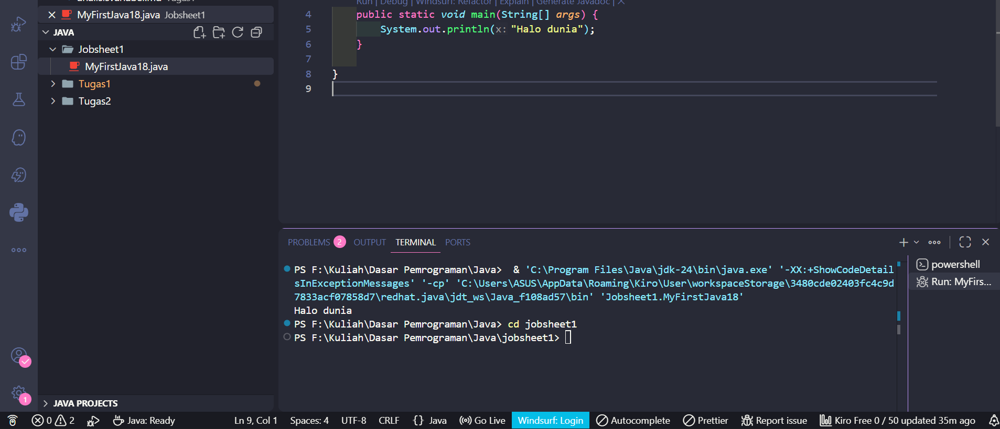 MyFirstJava18.java Jobsheet1
JAVA
Jobsheet1
MyFirstJava18.java
Tugas1
Tugas2
JAVA PROJECTS
Run | Debug | Windsurf: Refactor | Explain | Generate Javadoc | X
4 public static void main(String[] args) {
5 System.out.println(x: "Halo dunia");
6 }
7
8 }
9
PROBLEMS 2 OUTPUT TERMINAL PORTS
PS F:\Kuliah\Dasar Pemrograman\Java>  & 'C:\Program Files\Java\jdk-24\bin\java.exe' '-XX:+ShowCodeDetail
sInExceptionMessages' '-cp' 'C:\Users\ASUS\AppData\Roaming\Kiro\User\workspaceStorage\3480cde02403fc4c9d
7833acf07858d7\redhat.java\jdt_ws\Java_f108ad57\bin' 'Jobsheet1.MyFirstJava18'
Halo dunia
PS F:\Kuliah\Dasar Pemrograman\Java> cd jobsheet1
PS F:\Kuliah\Dasar Pemrograman\Java\jobsheet1>
powershell
Run: MyFirs...
1
0 2 Java: Ready Ln 9, Col 1 Spaces: 4 UTF-8 CRLF {} Java Go Live Windsurf: Login Autocomplete Prettier Report issue Kiro Free 0 / 50 updated 35m ago